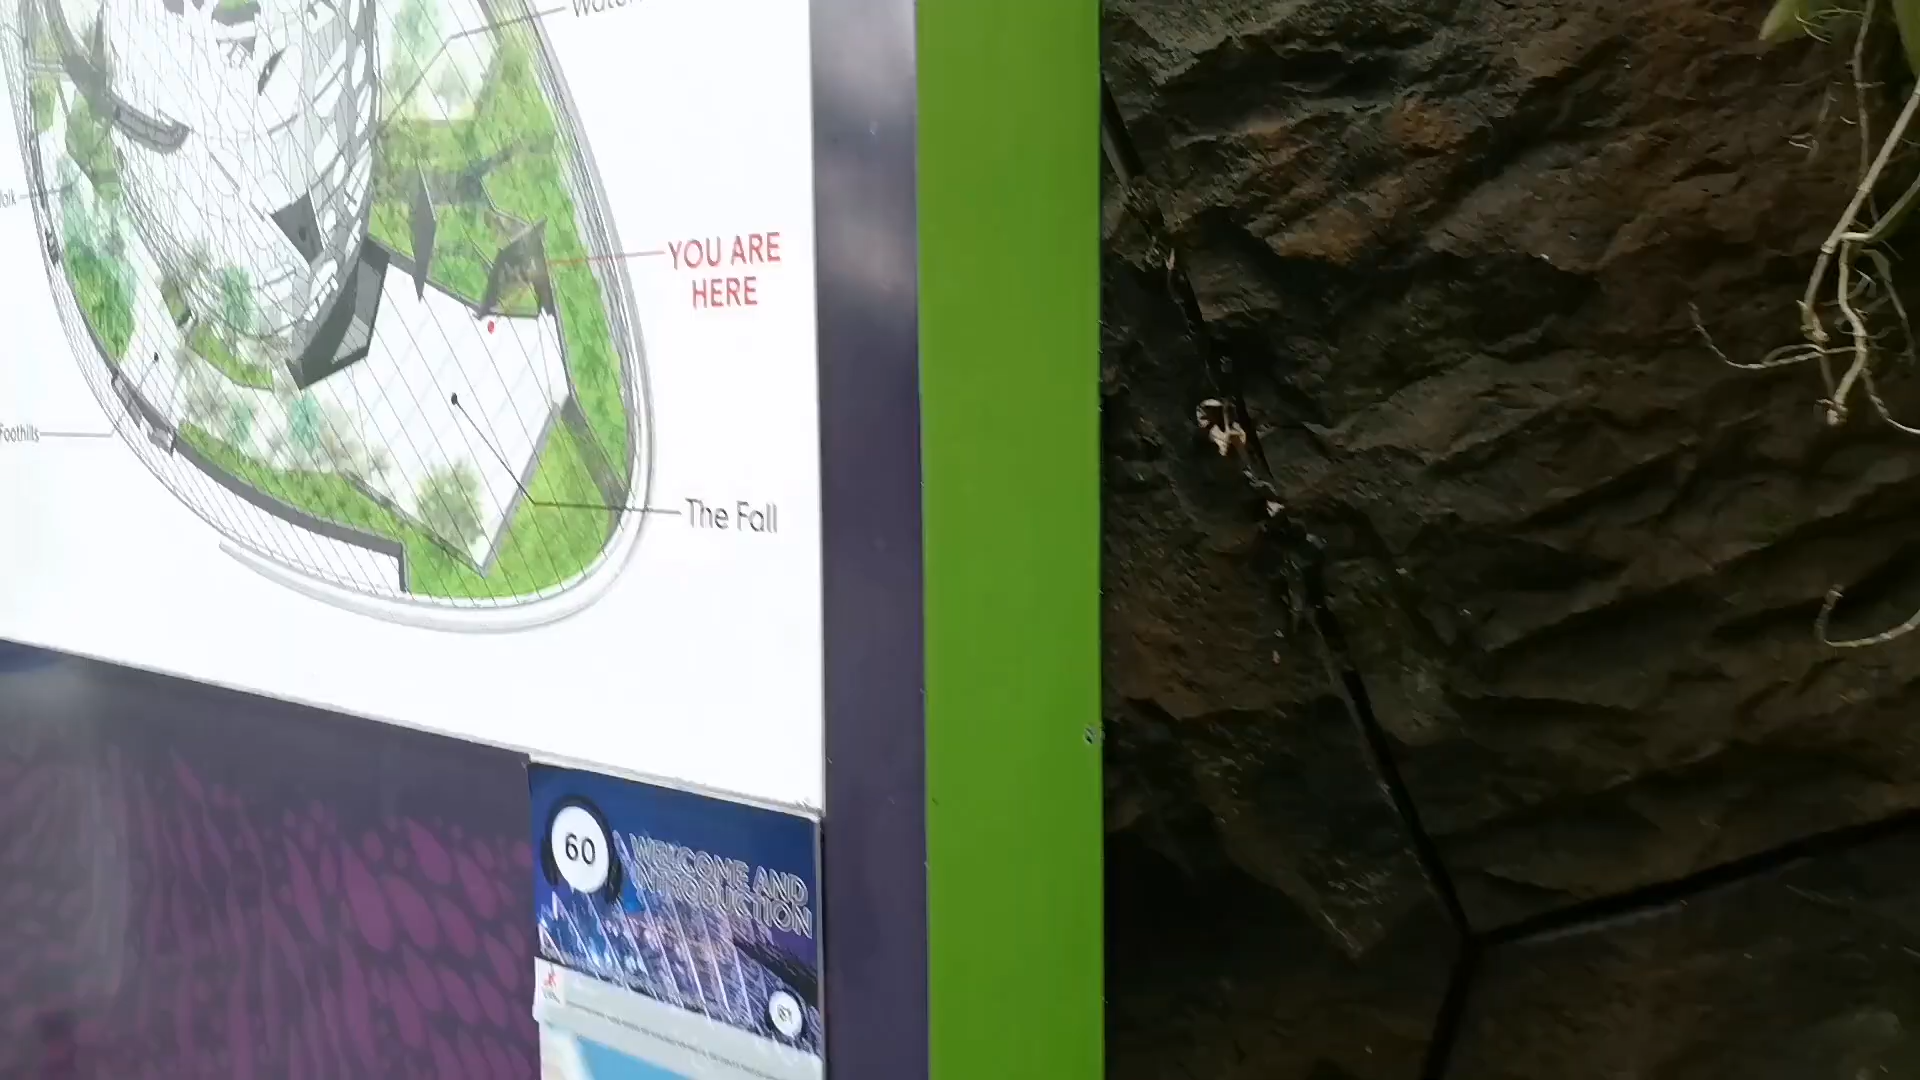 YOU ARE
HERE
Foothills
The Fall
60
WELCOME AND
INTRODUCTION
61